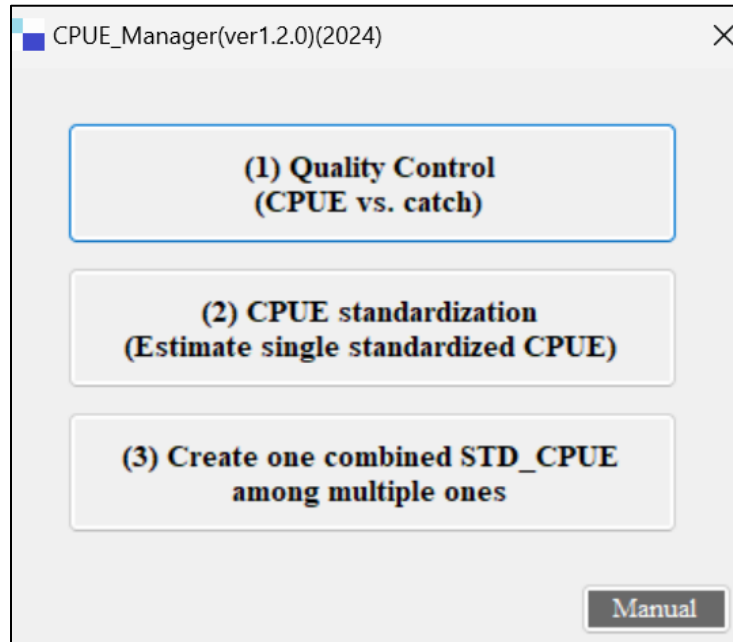 CPUE_Manager(ver1.2.0)(2024)
(1) Quality Control
(CPUE vs. catch)
(2) CPUE standardization
(Estimate single standardized CPUE)
(3) Create one combined STD_CPUE
among multiple ones
Manual